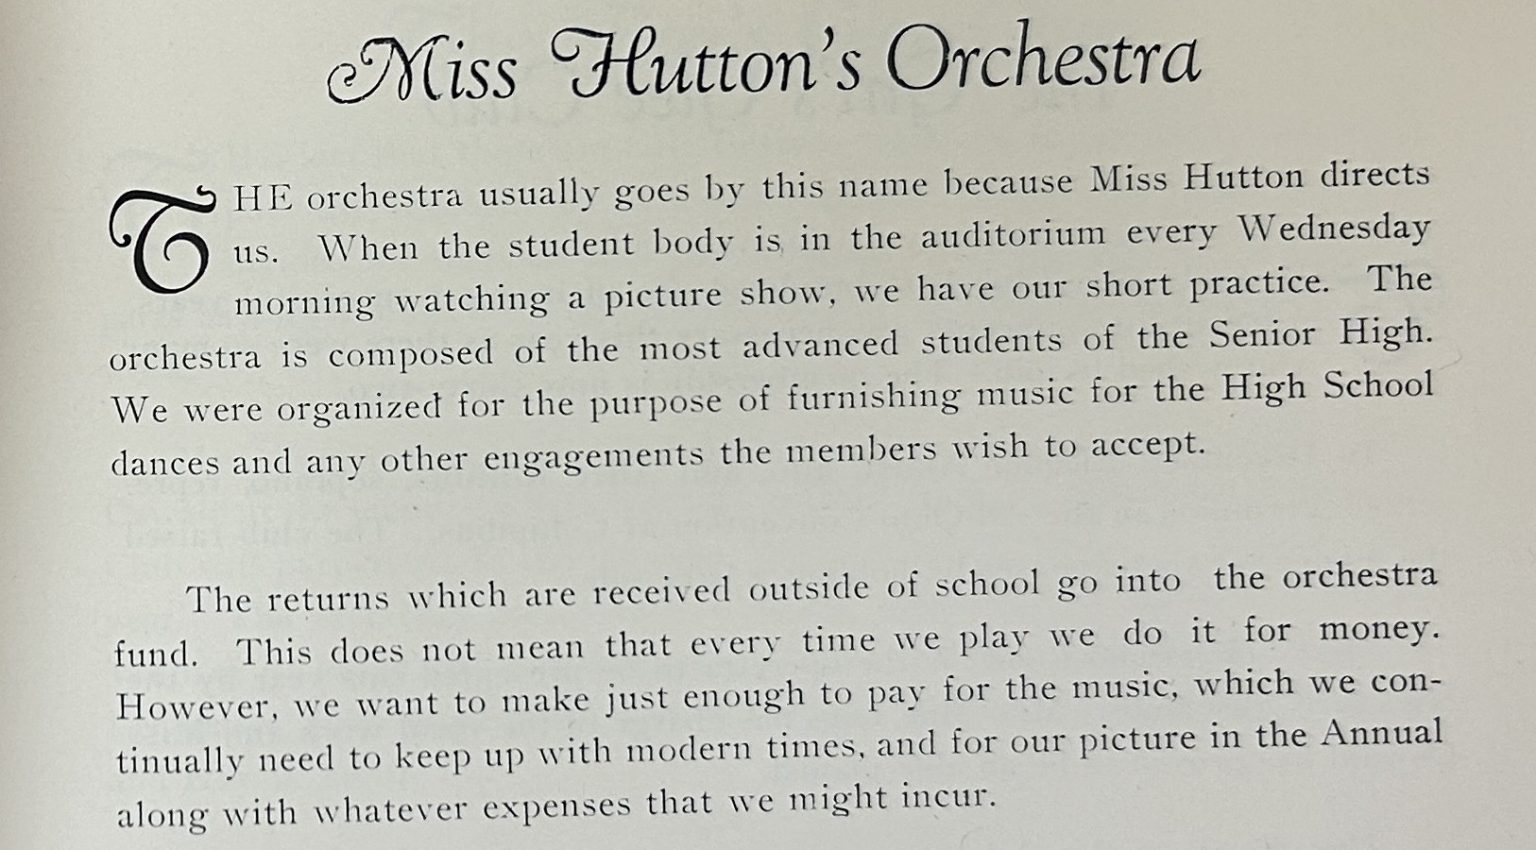 Miss Hutton's Orchestra
THE orchestra usually goes by this name because Miss Hutton directs
us. When the student body is in the auditorium every Wednesday
morning watching a picture show, we have our short practice. The
orchestra is composed of the most advanced students of the Senior High.
We were organized for the purpose of furnishing music for the High School
dances and any other engagements the members wish to accept.
The returns which are received outside of school go into the orchestra
fund. This does not mean that every time we play we do it for money.
However, we want to make just enough to pay for the music, which we con-
tinually need to keep up with modern times, and for our picture in the Annual
along with whatever expenses that we might incur.